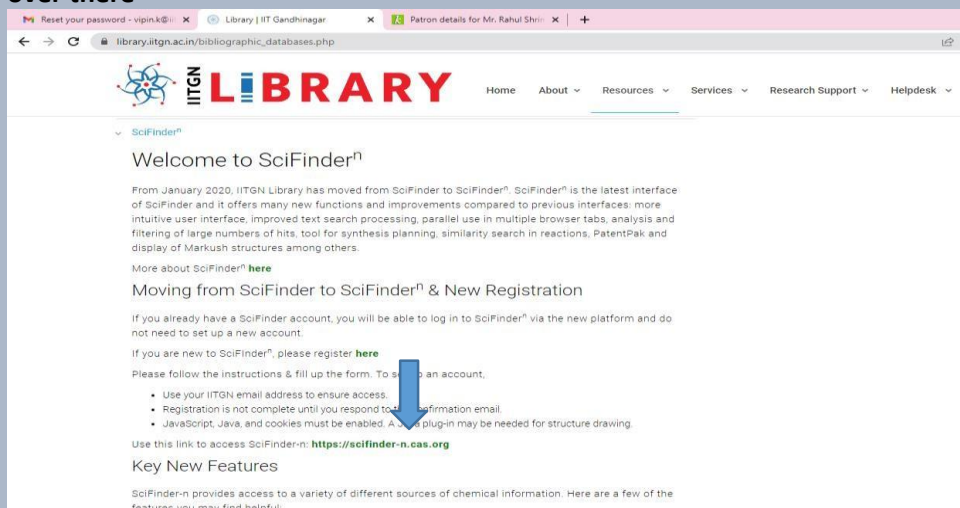 over there
Reset your password - vipin.k@ii
Library | IIT Gandhinagar
Patron details for Mr. Rahul Shrin
library.iitgn.ac.in/bibliographic_databases.php
IITGN LIBRARY
Home About Resources Services Research Support Helpdesk
SciFinderⁿ
Welcome to SciFinderⁿ
From January 2020, IITGN Library has moved from SciFinder to SciFinderⁿ. SciFinderⁿ is the latest interface
of SciFinder and it offers many new functions and improvements compared to previous interfaces: more
intuitive user interface, improved text search processing, parallel use in multiple browser tabs, analysis and
filtering of large numbers of hits, tool for synthesis planning, similarity search in reactions, PatentPak and
display of Markush structures among others.
More about SciFinderⁿ here
Moving from SciFinder to SciFinderⁿ & New Registration
If you already have a SciFinder account, you will be able to log in to SciFinderⁿ via the new platform and do
not need to set up a new account.
If you are new to SciFinderⁿ, please register here
Please follow the instructions & fill up the form. To an account,
Use your IITGN email address to ensure access.
Registration is not complete until you respond to confirmation email.
JavaScript, Java, and cookies must be enabled. A plug-in may be needed for structure drawing.
Use this link to access SciFinder-n: https://scifinder-n.cas.org
Key New Features
SciFinder-n provides access to a variety of different sources of chemical information. Here are a few of the
features you may find helpful: